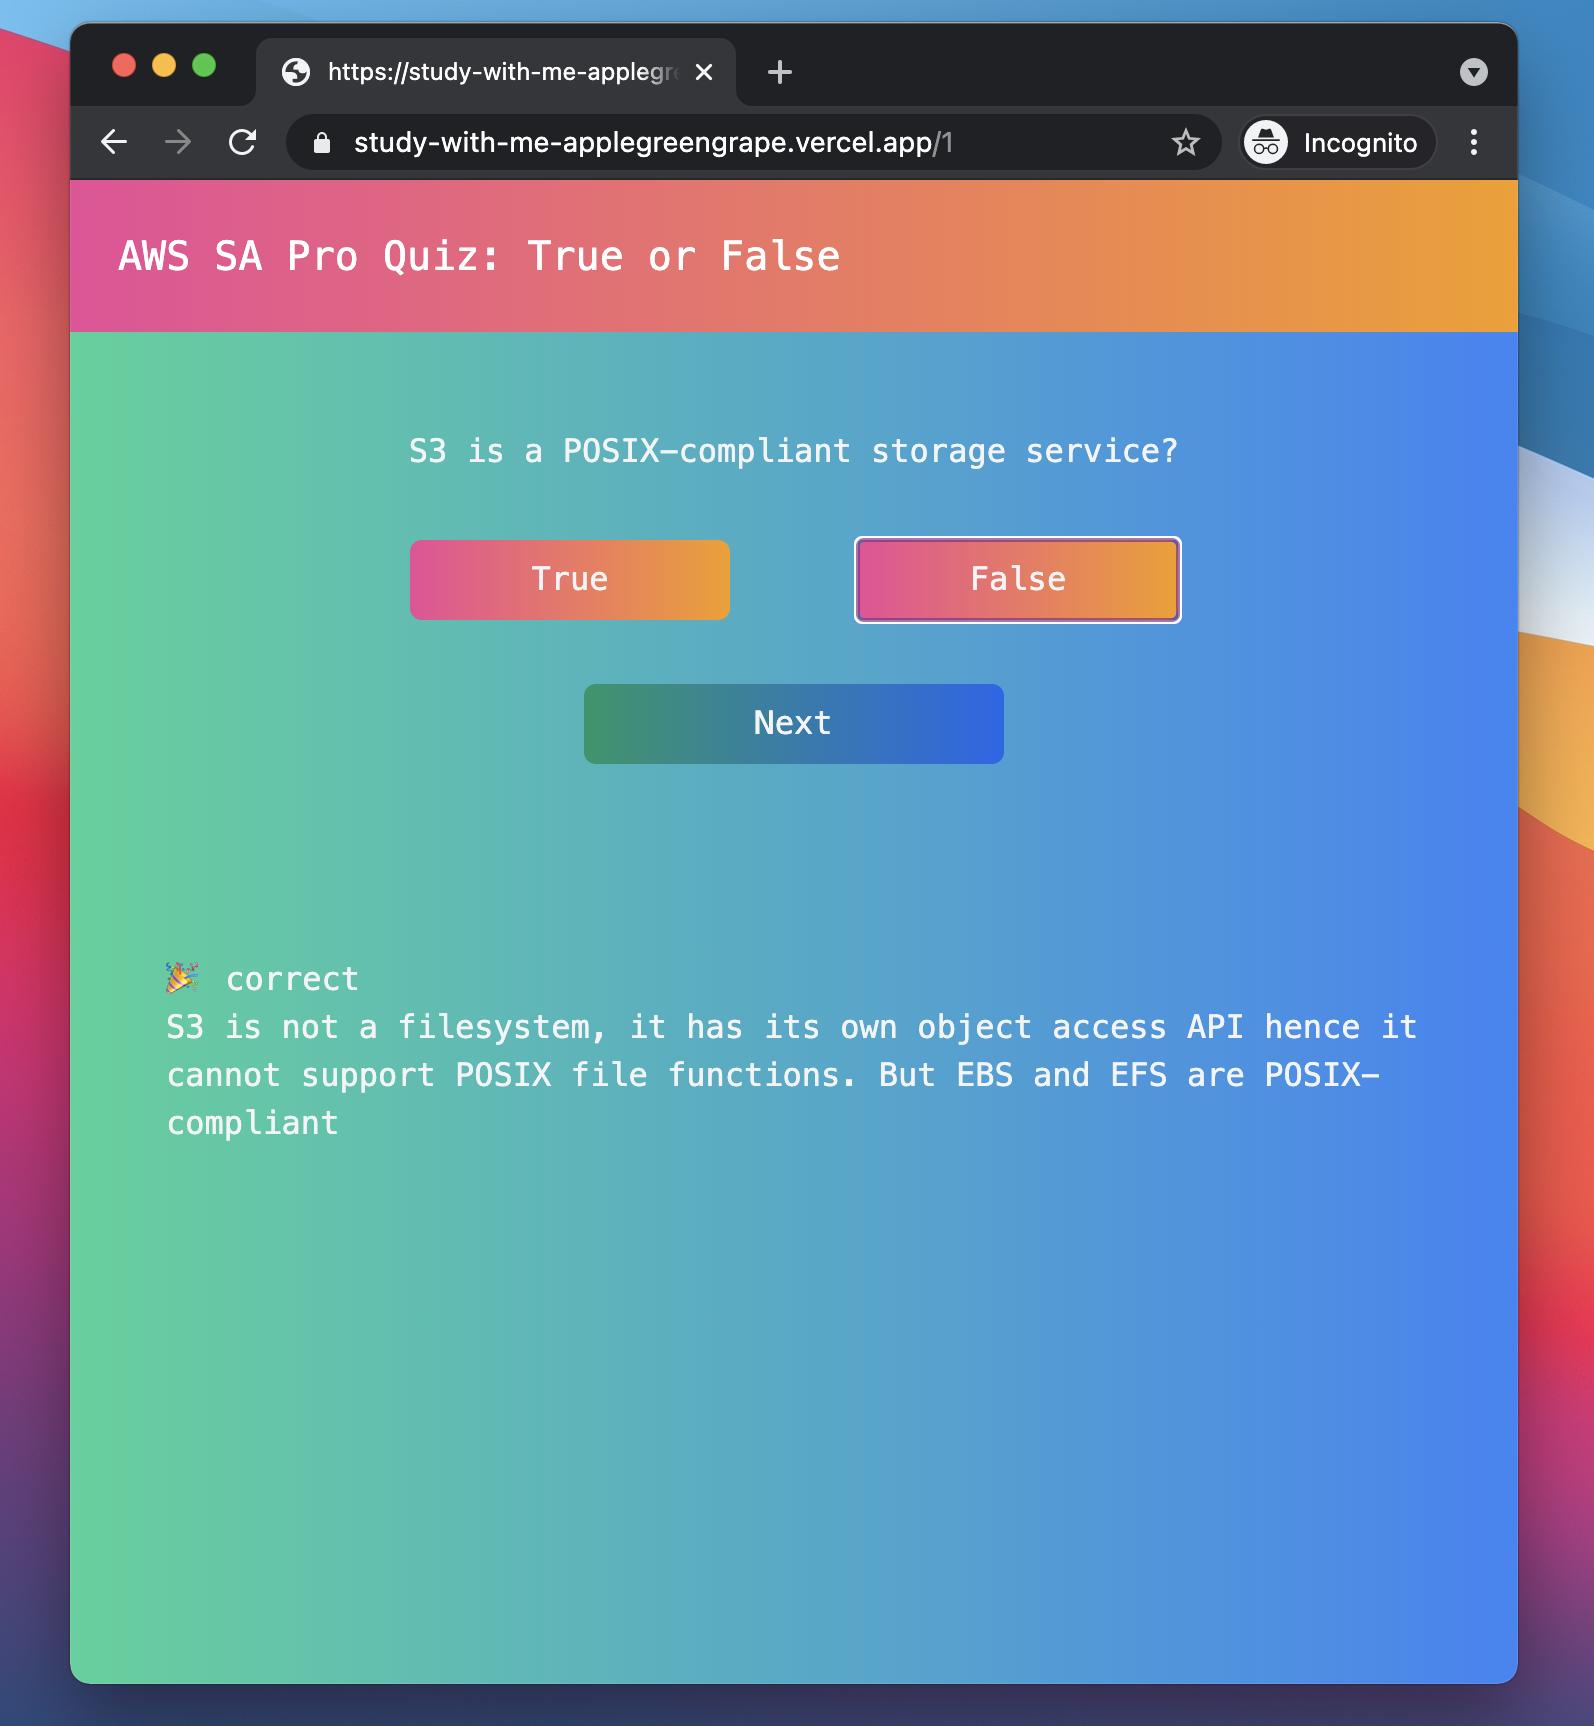 https://study-with-me-applegr
study-with-me-applegreengrape.vercel.app/1
Incognito
AWS SA Pro Quiz: True or False
S3 is a POSIX-compliant storage service?
True
False
Next
🎉 correct
S3 is not a filesystem, it has its own object access API hence it
cannot support POSIX file functions. But EBS and EFS are POSIX-
compliant